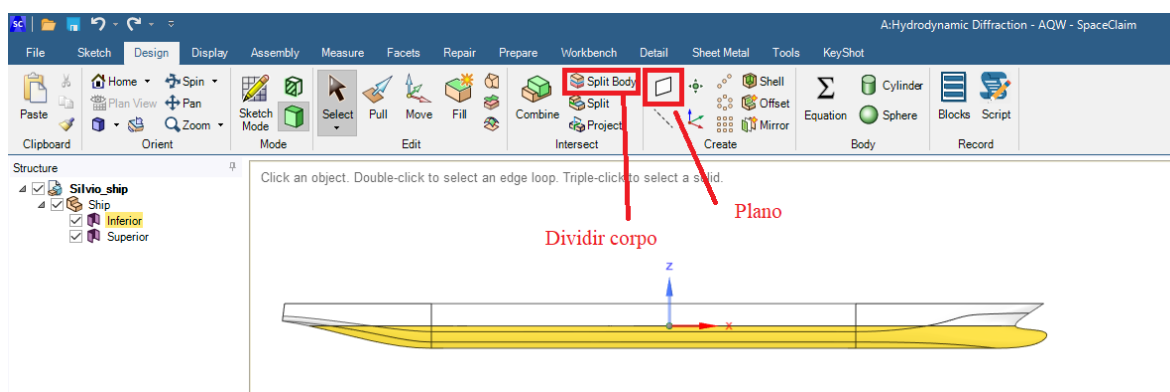 SC
A:Hydrodynamic Diffraction - AQW - SpaceClaim
File Sketch Design Display Assembly Measure Facets Repair Prepare Workbench Detail Sheet Metal Tools KeyShot
Paste
Clipboard
Home Spin
Plan View Pan
Zoom
Orient
Sketch
Mode
Mode
Select Pull Move Fill
Edit
Combine
Split Body
Split
Project
Intersect
Shell
Offset
Mirror
Create
Equation
Cylinder
Sphere
Body
Blocks Script
Record
Structure
Silvio_ship
Ship
Inferior
Superior
Click an object. Double-click to select an edge loop. Triple-click to select a solid.
Plano
Dividir corpo
Z
X